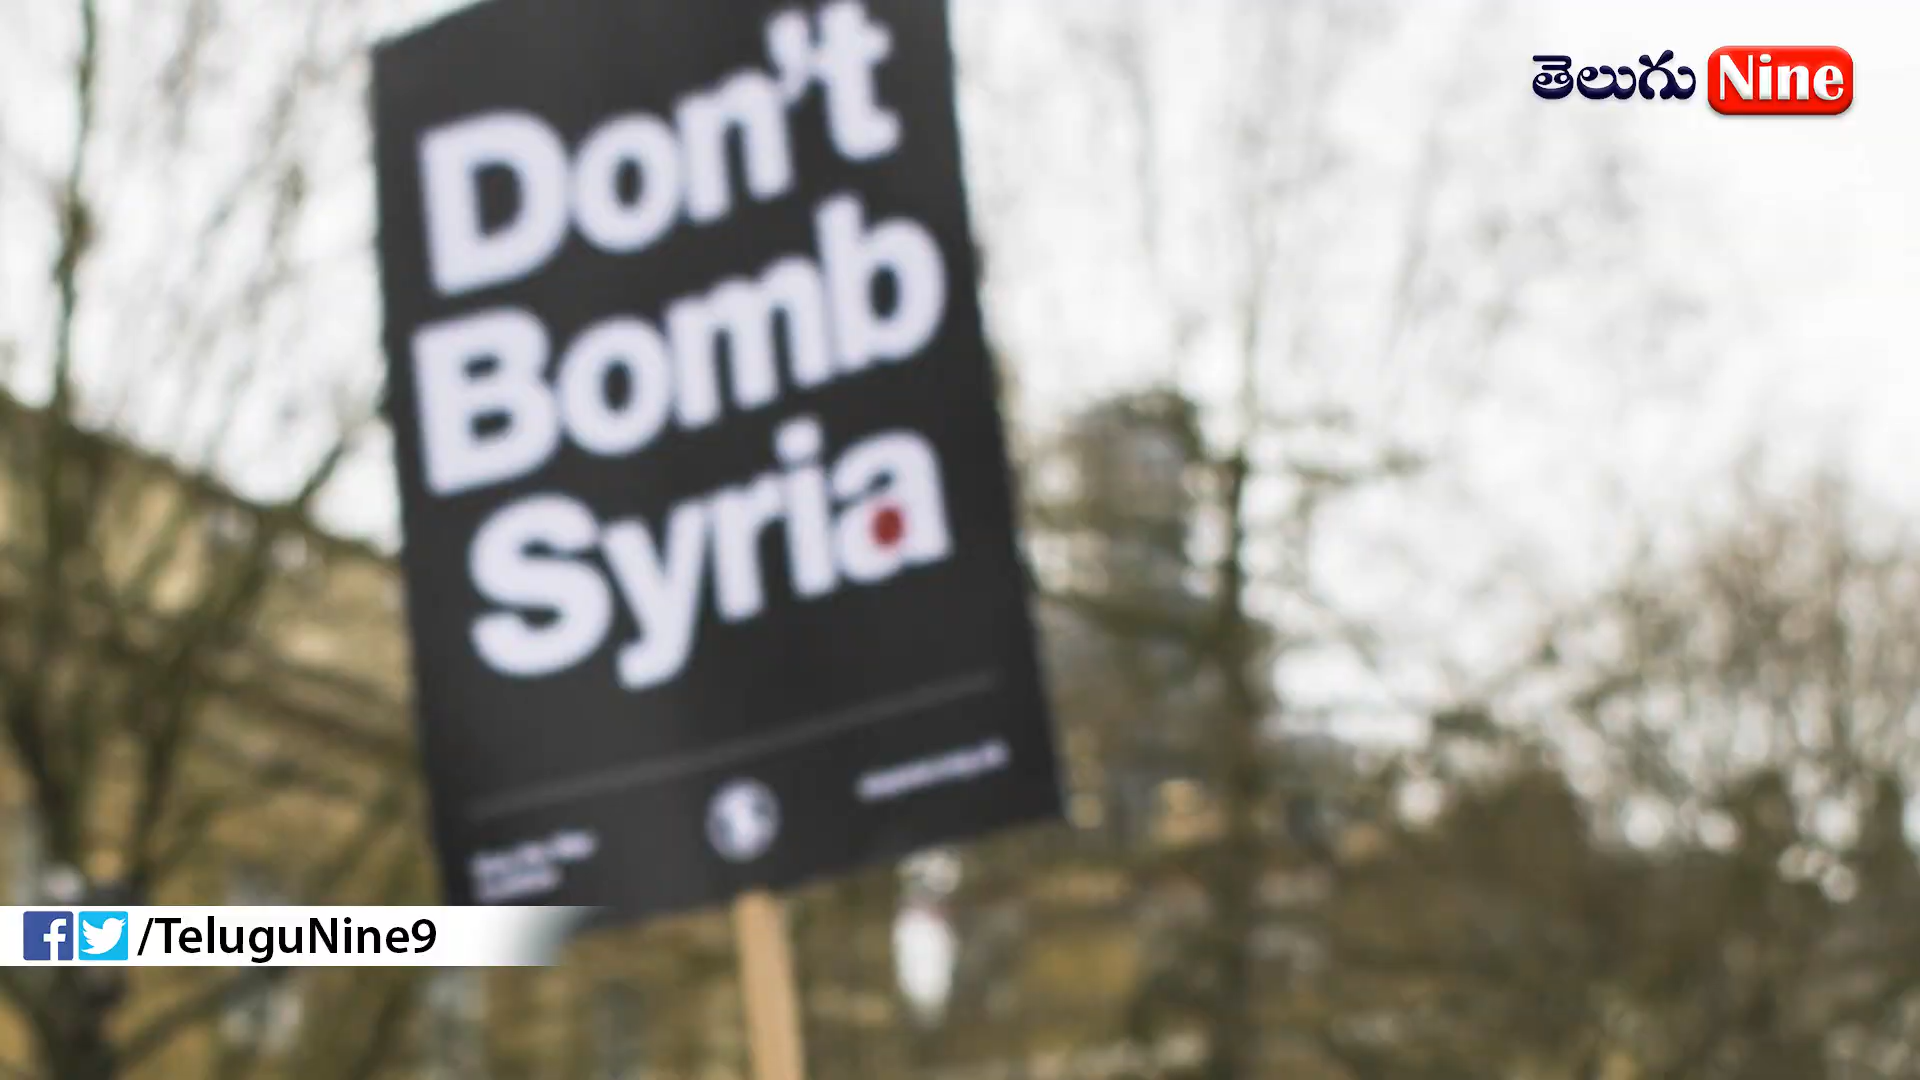 తెలుగు Nine
Don't
Bomb
Syria
/TeluguNine9